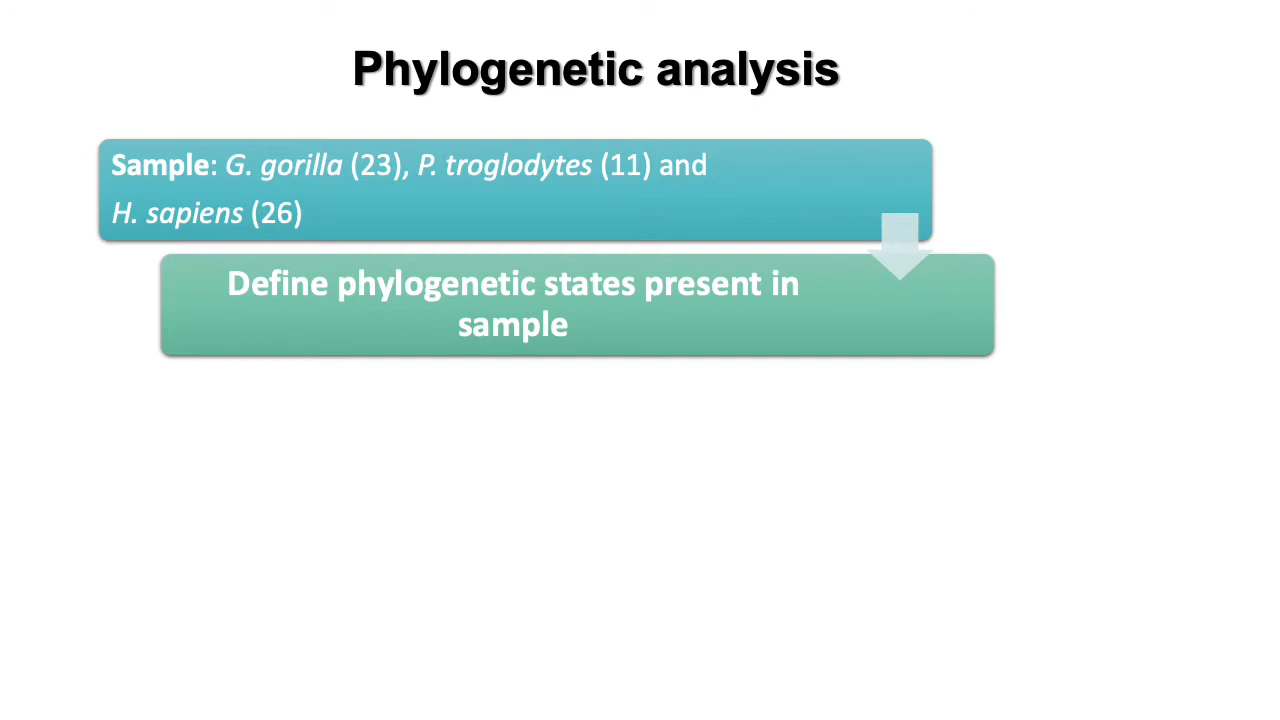 Phylogenetic analysis
Sample: G. gorilla (23), P. troglodytes (11) and
H. sapiens (26)
Define phylogenetic states present in
sample